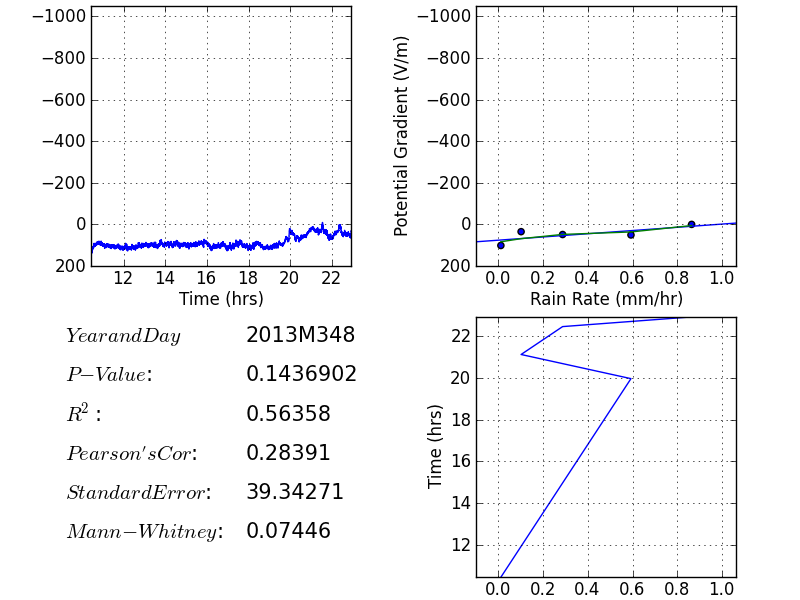 −1000
−800
−600
−400
−200
0
200
12 14 16 18 20 22
Time (hrs)
Potential Gradient (V/m)
−1000
−800
−600
−400
−200
0
200
0.0 0.2 0.4 0.6 0.8 1.0
Rain Rate (mm/hr)
YearandDay 2013M348
P−Value: 0.1436902
R²: 0.56358
Pearson'sCor: 0.28391
StandardError: 39.34271
Mann−Whitney: 0.07446
Time (hrs)
22
20
18
16
14
12
0.0 0.2 0.4 0.6 0.8 1.0